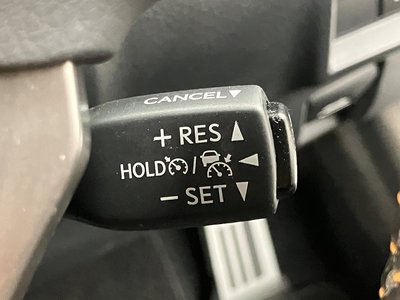 CANCEL▼
+ RES ▲
HOLD / ◀
− SET ▼